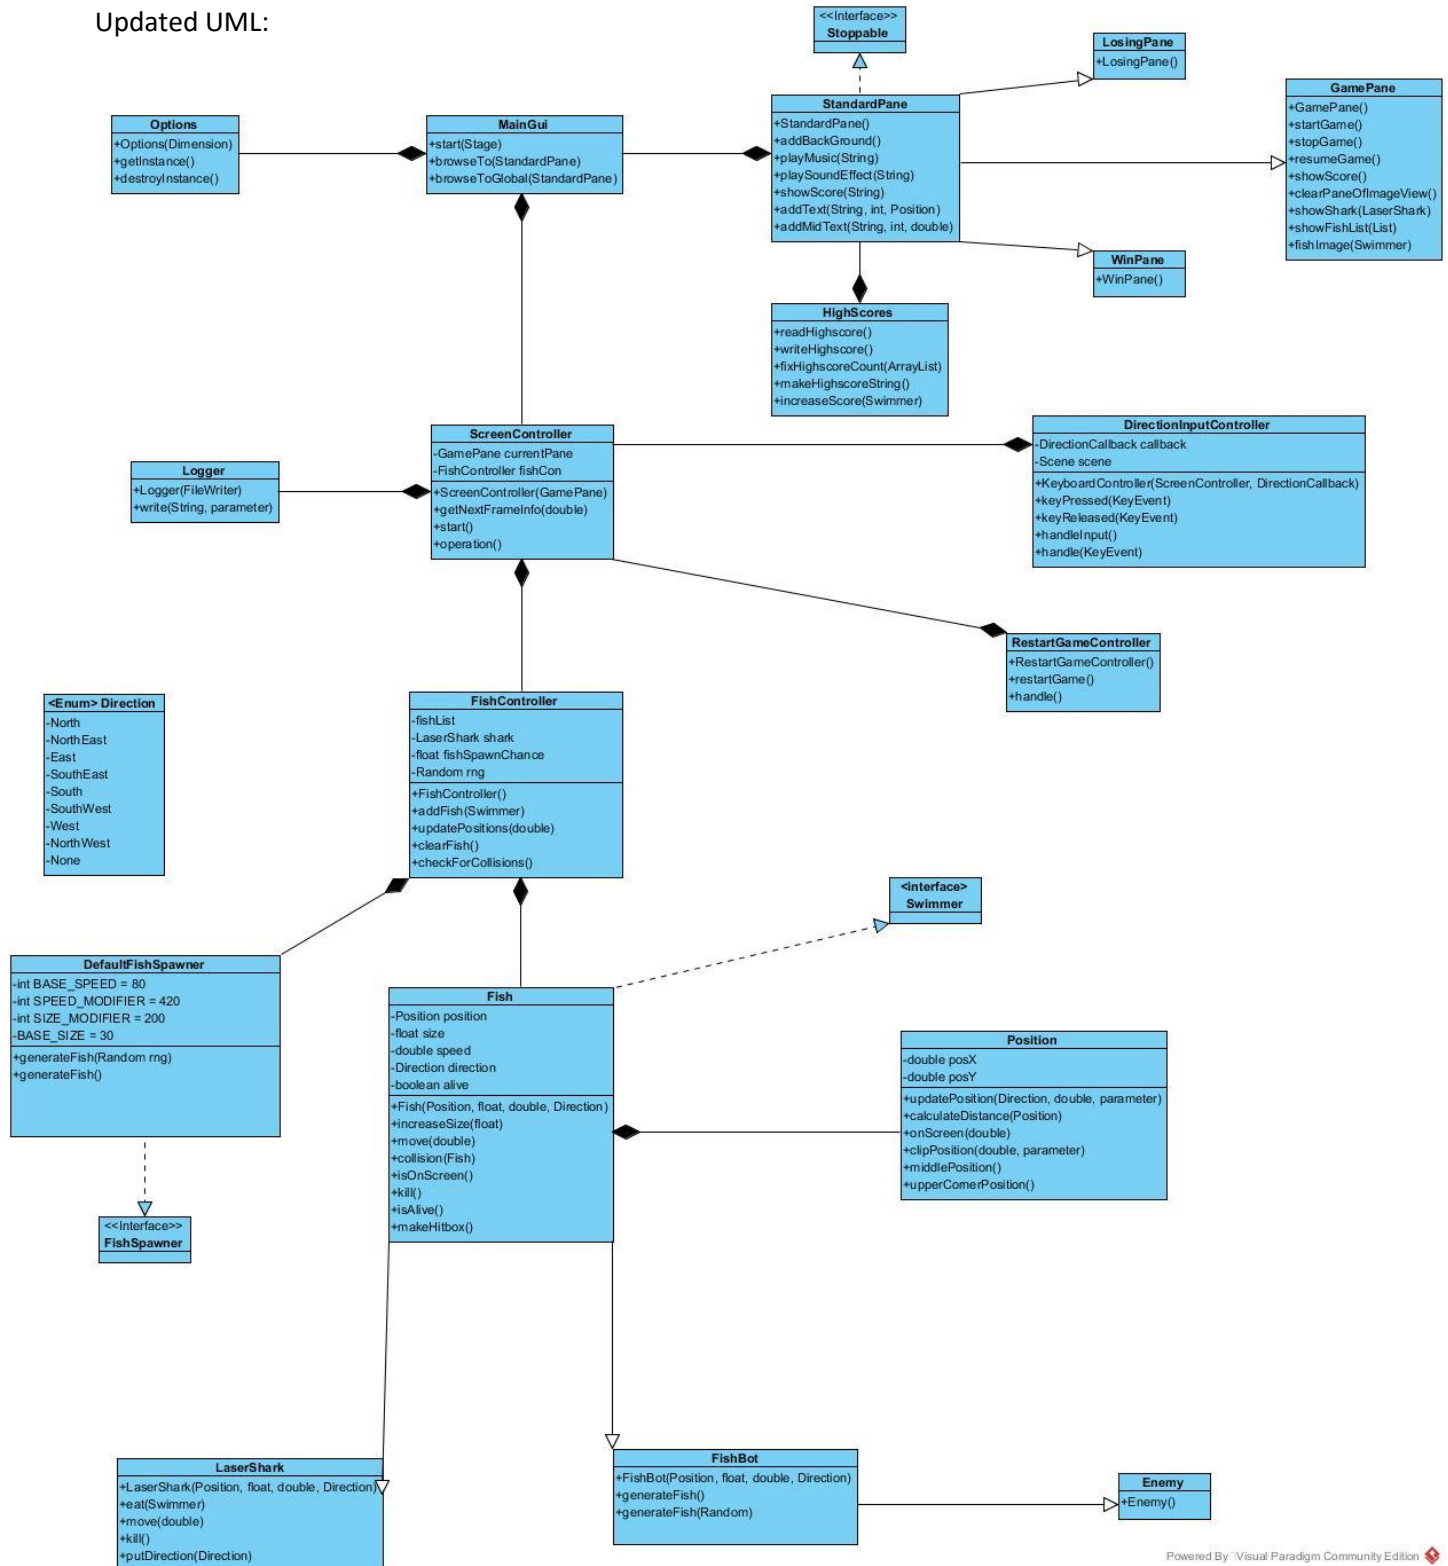 Updated UML:
<<Interface>>
Stoppable
LosingPane
+LosingPane()
GamePane
+GamePane()
+startGame()
+stopGame()
+resumeGame()
+showScore()
+clearPaneOfImageView()
+showShark(LaserShark)
+showFishList(List)
+fishImage(Swimmer)
StandardPane
+StandardPane()
+addBackGround()
+playMusic(String)
+playSoundEffect(String)
+showScore(String)
+addText(String, int, Position)
+addMidText(String, int, double)
Options
+Options(Dimension)
+getInstance()
+destroyInstance()
MainGui
+start(Stage)
+browseTo(StandardPane)
+browseToGlobal(StandardPane)
WinPane
+WinPane()
HighScores
+readHighscore()
+writeHighscore()
+fixHighscoreCount(ArrayList)
+makeHighscoreString()
+increaseScore(Swimmer)
ScreenController
-GamePane currentPane
-FishController fishCon
+ScreenController(GamePane)
+getNextFrameInfo(double)
+start()
+operation()
DirectionInputController
-DirectionCallback callback
-Scene scene
+KeyboardController(ScreenController, DirectionCallback)
+keyPressed(KeyEvent)
+keyReleased(KeyEvent)
+handleInput()
+handle(KeyEvent)
Logger
+Logger(FileWriter)
+write(String, parameter)
RestartGameController
+RestartGameController()
+restartGame()
+handle()
<Enum> Direction
-North
-NorthEast
-East
-SouthEast
-South
-SouthWest
-West
-NorthWest
-None
FishController
-fishList
-LaserShark shark
-float fishSpawnChance
-Random rng
+FishController()
+addFish(Swimmer)
+updatePositions(double)
+clearFish()
+checkForCollisions()
<interface>
Swimmer
DefaultFishSpawner
-int BASE_SPEED = 80
-int SPEED_MODIFIER = 420
-int SIZE_MODIFIER = 200
-BASE_SIZE = 30
+generateFish(Random rng)
+generateFish()
Fish
-Position position
-float size
-double speed
-Direction direction
-boolean alive
+Fish(Position, float, double, Direction)
+increaseSize(float)
+move(double)
+collision(Fish)
+isOnScreen()
+kill()
+isAlive()
+makeHitbox()
Position
-double posX
-double posY
+updatePosition(Direction, double, parameter)
+calculateDistance(Position)
+onScreen(double)
+clipPosition(double, parameter)
+middlePosition()
+upperCornerPosition()
<<Interface>>
FishSpawner
LaserShark
+LaserShark(Position, float, double, Direction)
+eat(Swimmer)
+move(double)
+kill()
+putDirection(Direction)
FishBot
+FishBot(Position, float, double, Direction)
+generateFish()
+generateFish(Random)
Enemy
+Enemy()
Powered By Visual Paradigm Community Edition